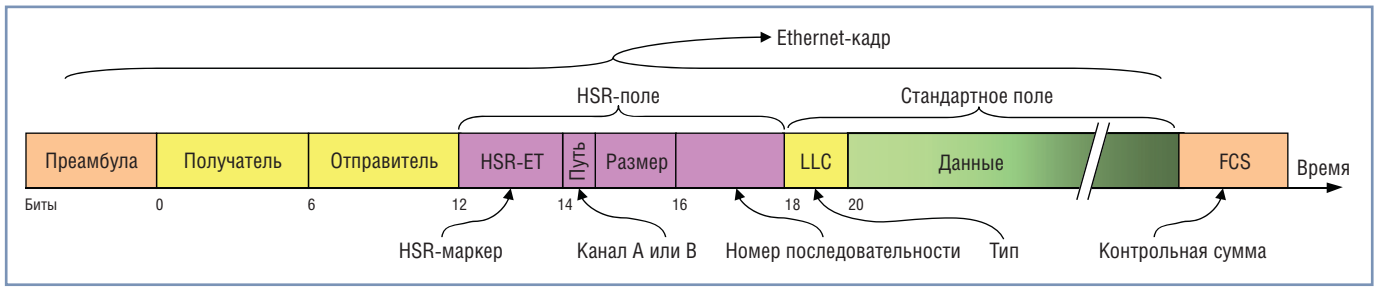 Ethernet-кадр
HSR-поле Стандартное поле
Преамбула Получатель Отправитель HSR-ET Путь Размер LLC Данные FCS Время
Биты 0 6 12 14 16 18 20
HSR-маркер Канал А или В Номер последовательности Тип Контрольная сумма